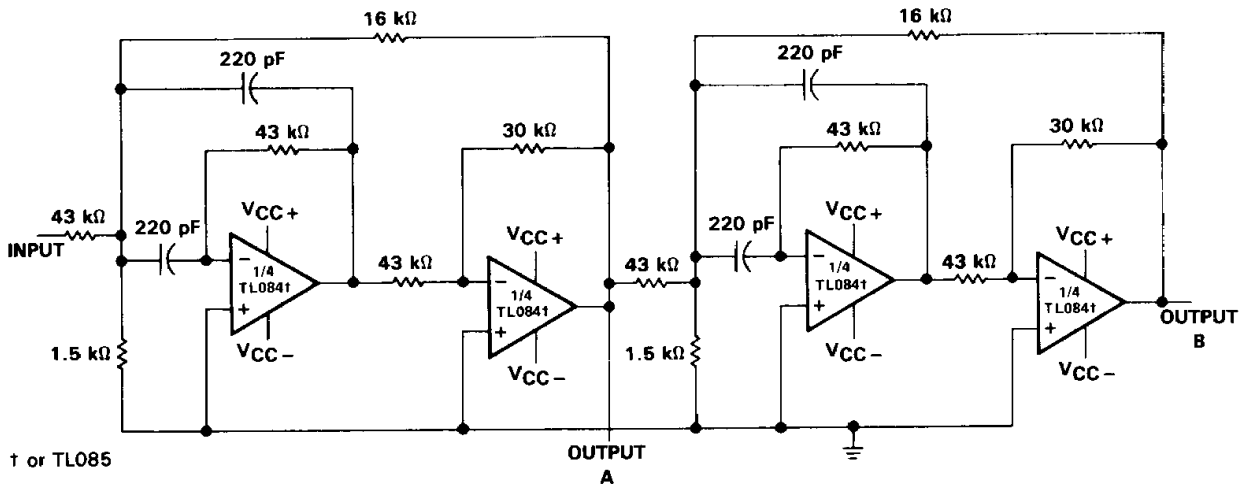 16 kΩ
16 kΩ
220 pF
220 pF
43 kΩ
30 kΩ
43 kΩ
30 kΩ
43 kΩ
INPUT
220 pF
VCC+
−
1/4
TL084†
+
VCC−
1.5 kΩ
43 kΩ
VCC+
−
1/4
TL084†
+
VCC−
43 kΩ
220 pF
VCC+
−
1/4
TL084†
+
VCC−
1.5 kΩ
43 kΩ
VCC+
−
1/4
TL084†
+
VCC−
OUTPUT
B
OUTPUT
A
† or TL085